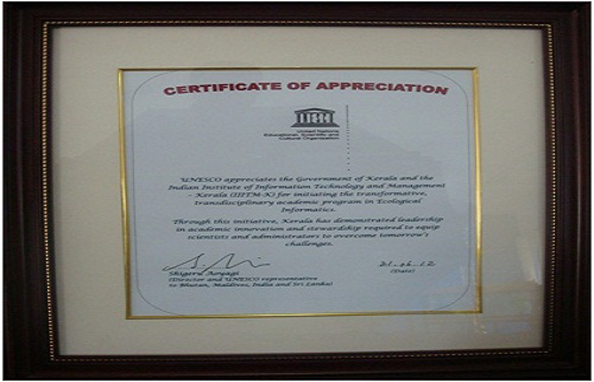 CERTIFICATE OF APPRECIATION
United Nations
Educational, Scientific and
Cultural Organization
UNESCO appreciates the Government of Kerala and the
Indian Institute of Information Technology and Management
– Kerala (IIITM-K) for initiating the transformative,
transdisciplinary academic program in Ecological
Informatics.
Through this initiative, Kerala has demonstrated leadership
in academic innovation and stewardship required to equip
scientists and administrators to overcome tomorrow's
challenges.
Shigeru Aoyagi
(Director and UNESCO representative
to Bhutan, Maldives, India and Sri Lanka)
21.06.12
(Date)